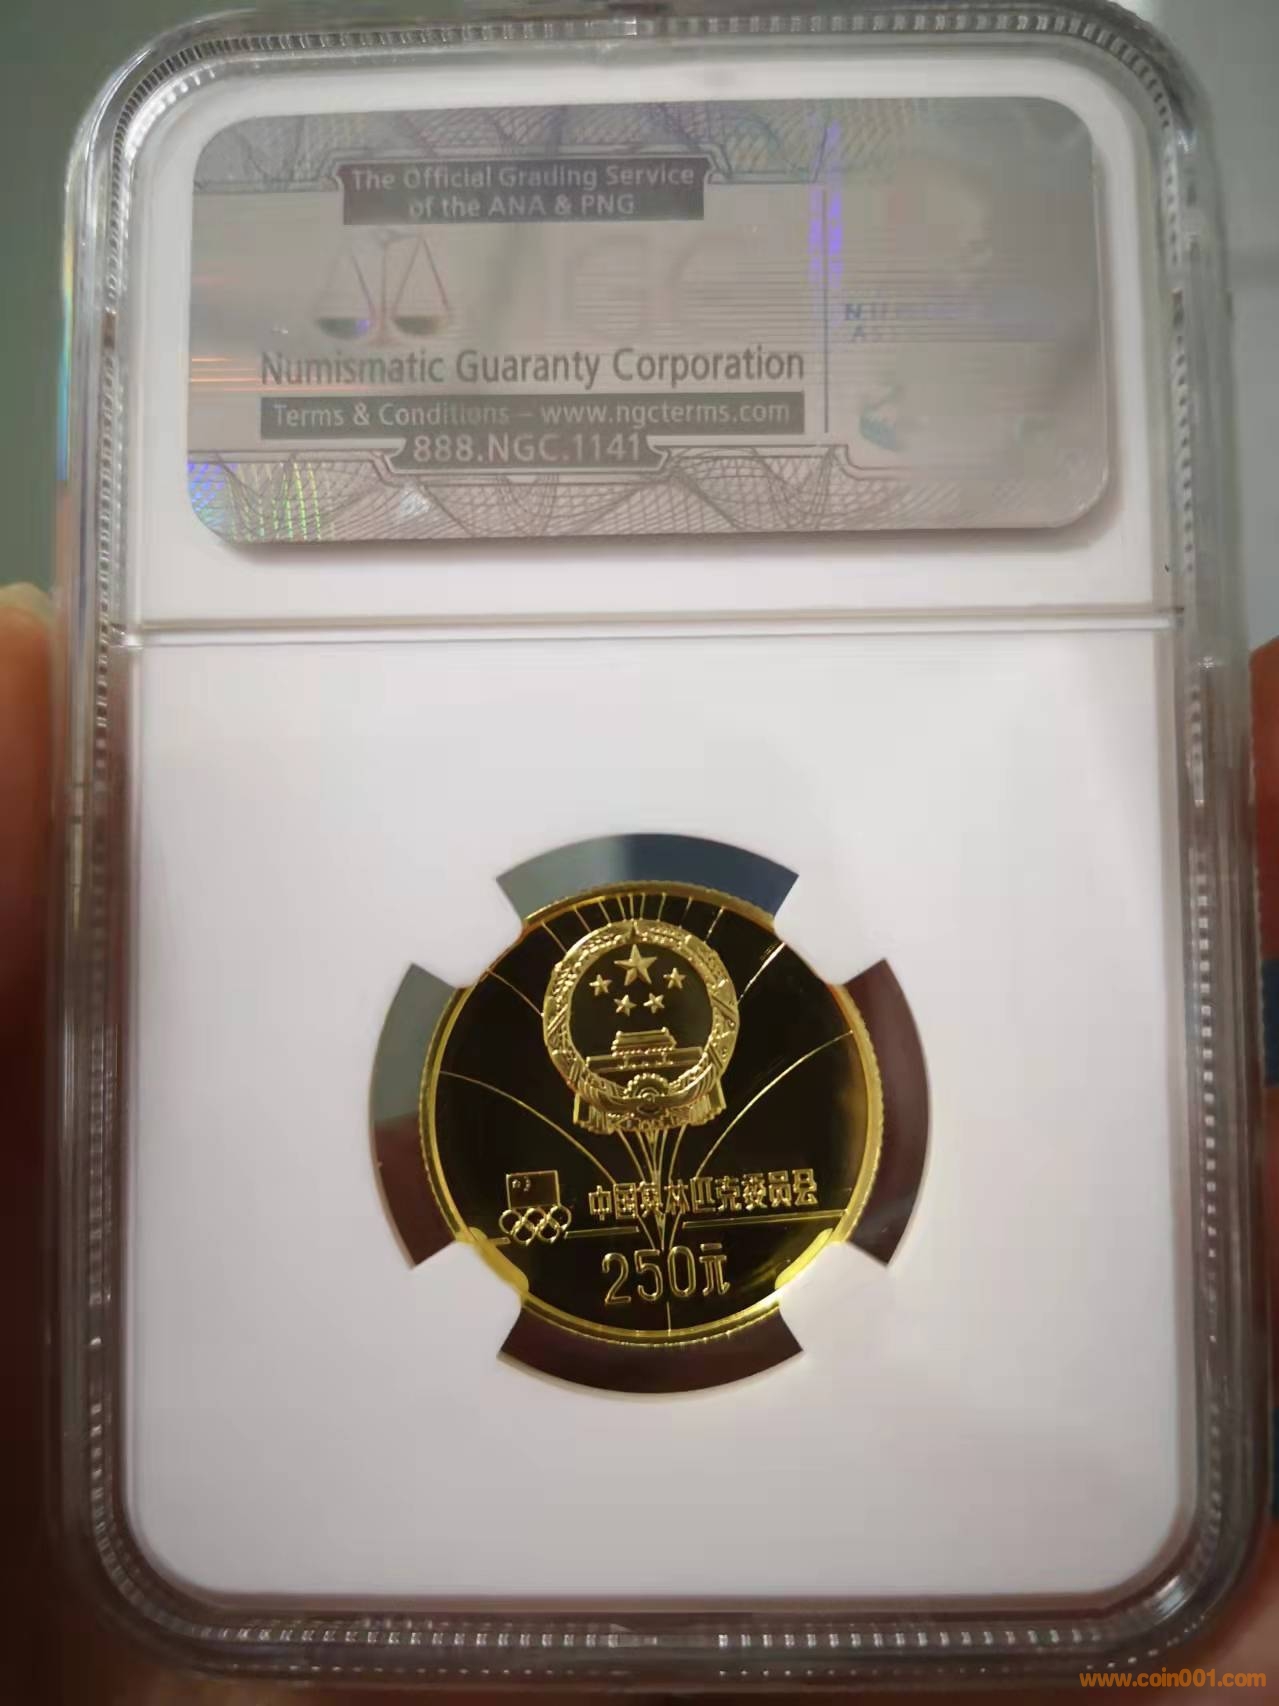 The Official Grading Service
of the ANA & PNG
Numismatic Guaranty Corporation
Terms & Conditions – www.ngcterms.com
888.NGC.1141
中国奥林匹克委员会
250元
www.coin001.com